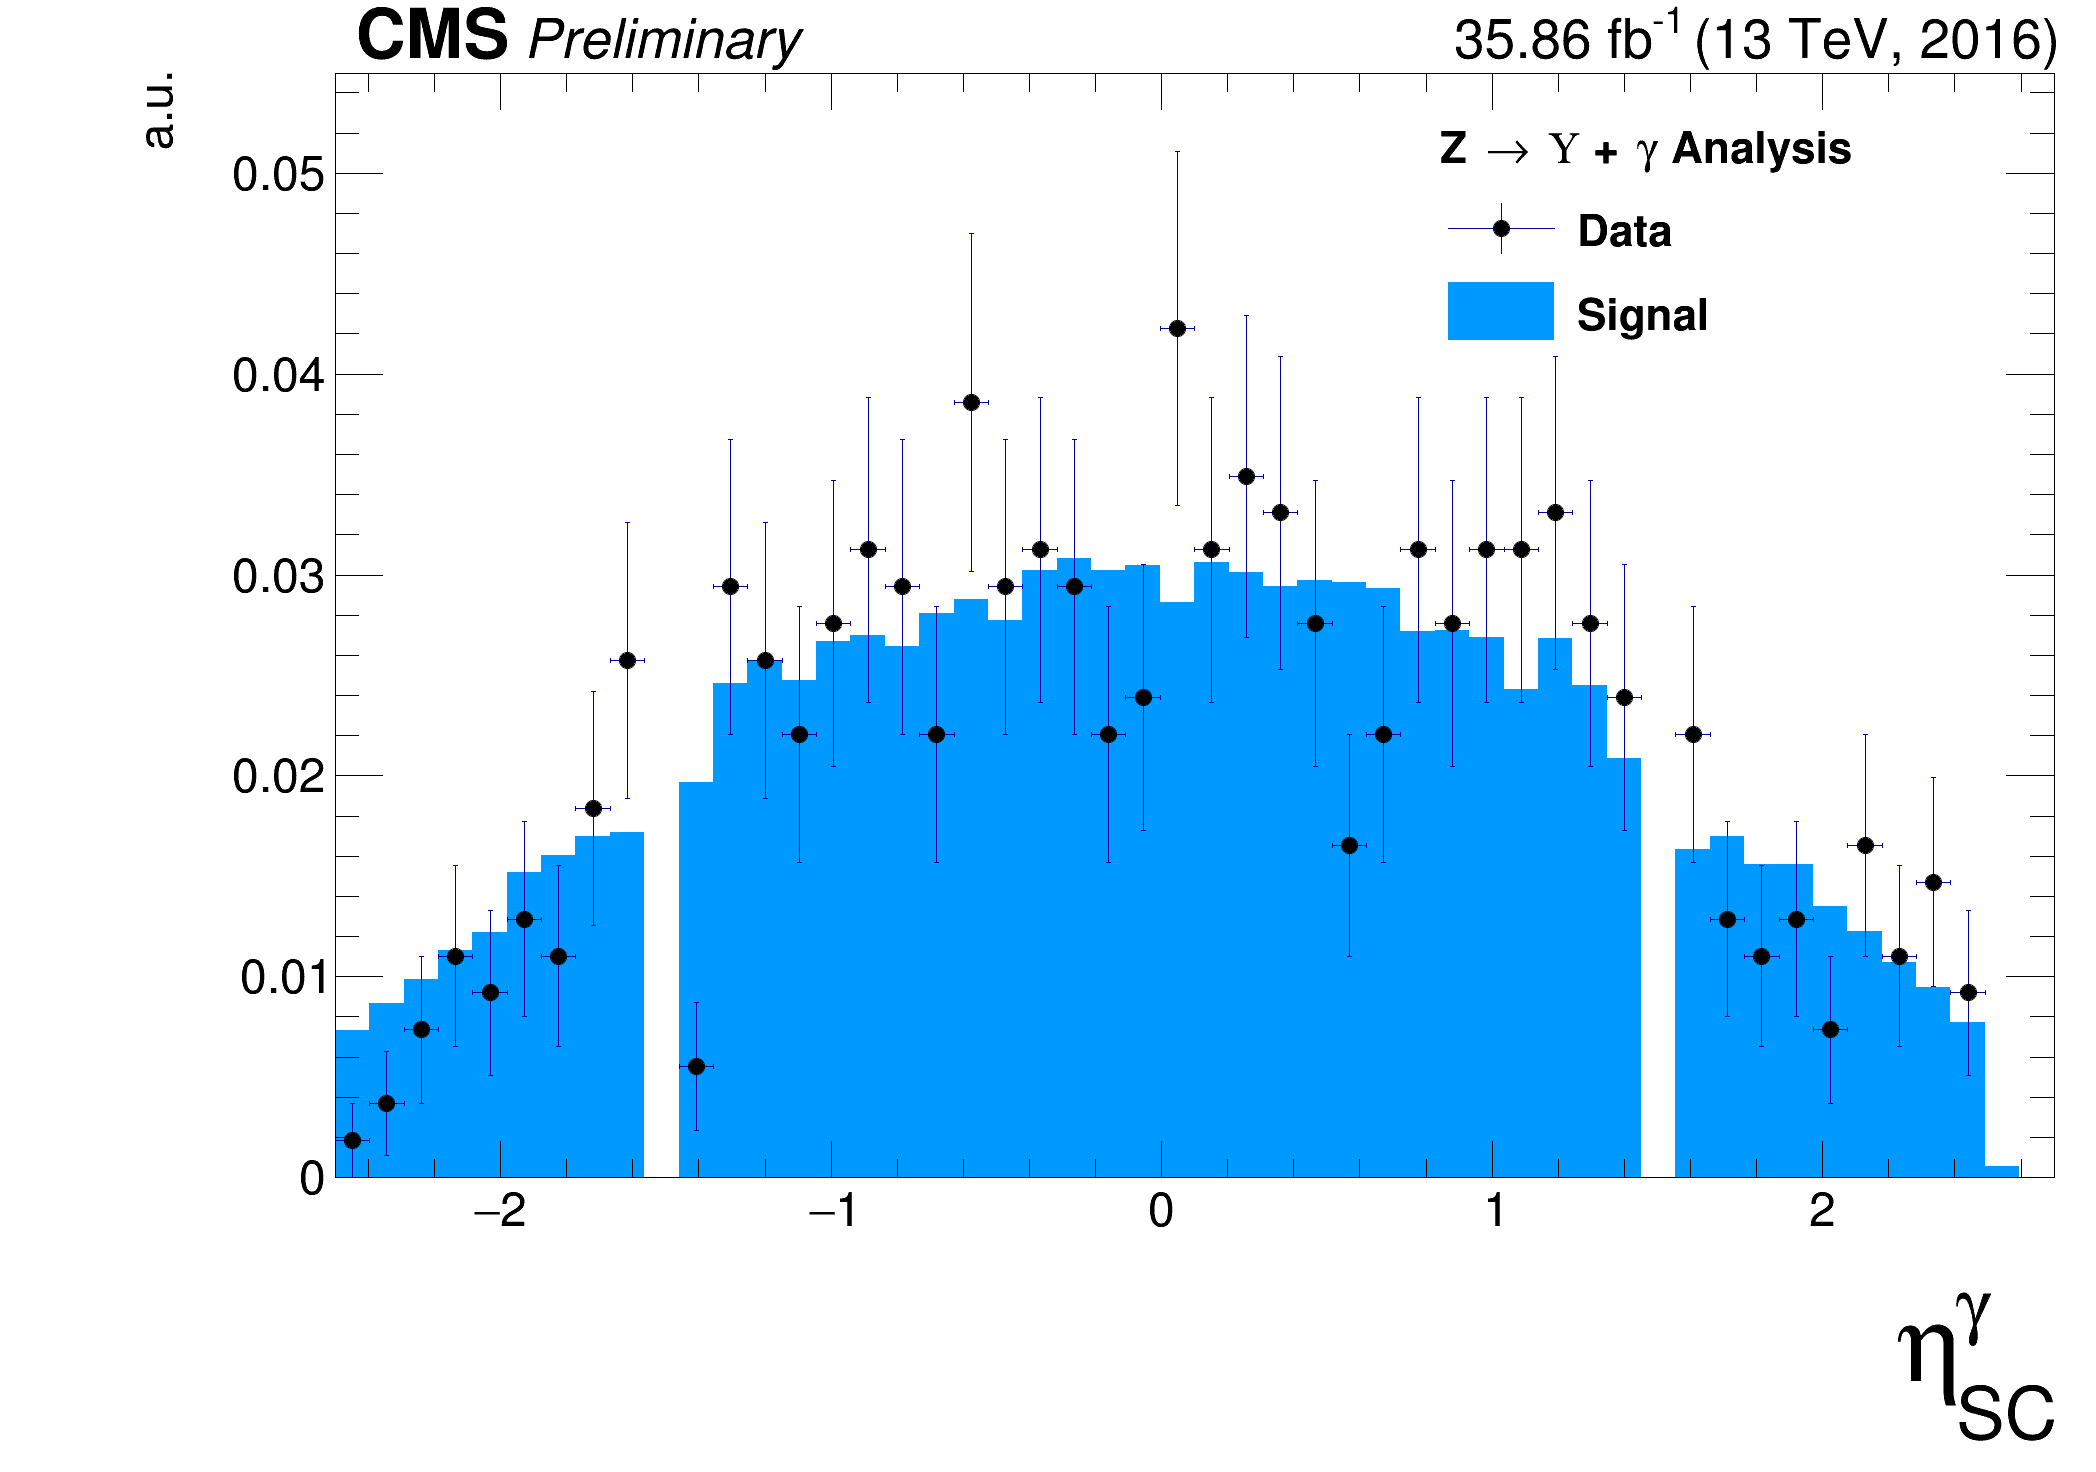 CMS Preliminary 35.86 fb⁻¹ (13 TeV, 2016)
a.u.
Z → Υ + γ Analysis
Data
Signal
0.05
0.04
0.03
0.02
0.01
0
−2 −1 0 1 2
η^γ_SC